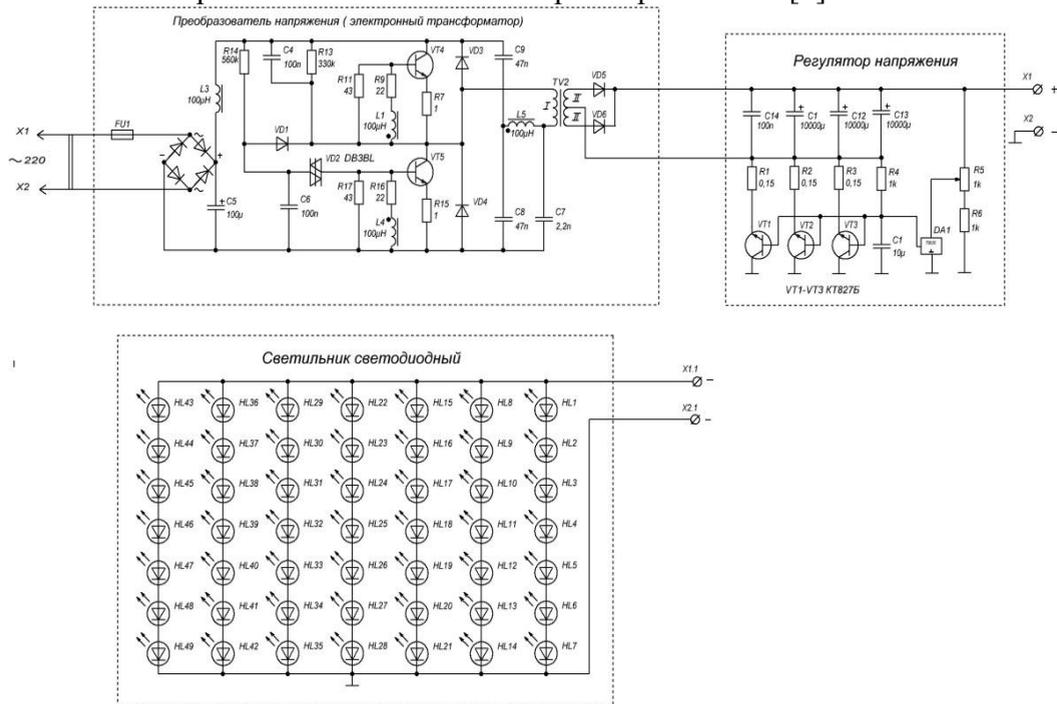 Преобразователь напряжения ( электронный трансформатор)
R14
560k
C4
100n
R13
330k
VT4
VD3
C9
47n
L3
100μH
R11
43
R9
22
R7
1
L1
100μH
TV2
I
II
II
VD5
VD6
L5
100μH
X1
FU1
~ 220
X2
- +
VD1
VD2 DB3BL
VT5
R17
43
R16
22
R15
1
L4
100μH
C5
100μ
+
C6
100n
VD4
C8
47n
C7
2,2n
Регулятор напряжения
X1
+
X2
-
C14
100n
C1
10000μ
C12
10000μ
C13
10000μ
R1
0,15
R2
0,15
R3
0,15
R4
1k
R5
1k
R6
1k
VT1
VT2
VT3
C1
10μ
DA1
VT1-VT3 КТ827Б
Светильник светодиодный
X1.1
-
X2.1
-
HL43 HL36 HL29 HL22 HL15 HL8 HL1
HL44 HL37 HL30 HL23 HL16 HL9 HL2
HL45 HL38 HL31 HL24 HL17 HL10 HL3
HL46 HL39 HL32 HL25 HL18 HL11 HL4
HL47 HL40 HL33 HL26 HL19 HL12 HL5
HL48 HL41 HL34 HL27 HL20 HL13 HL6
HL49 HL42 HL35 HL28 HL21 HL14 HL7